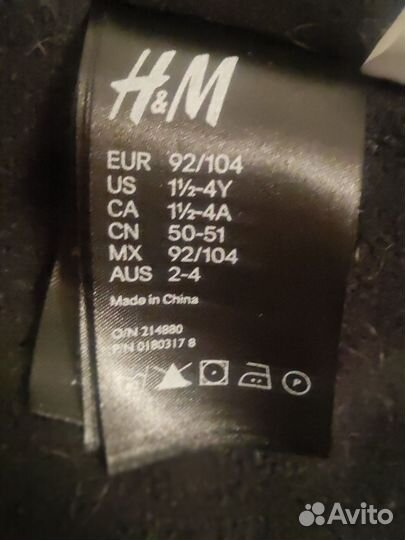 H&M
EUR 92/104
US 1½-4Y
CA 1½-4A
CN 50-51
MX 92/104
AUS 2-4
Made in China
O/N 214880
P/N 0180317 8
P
Avito